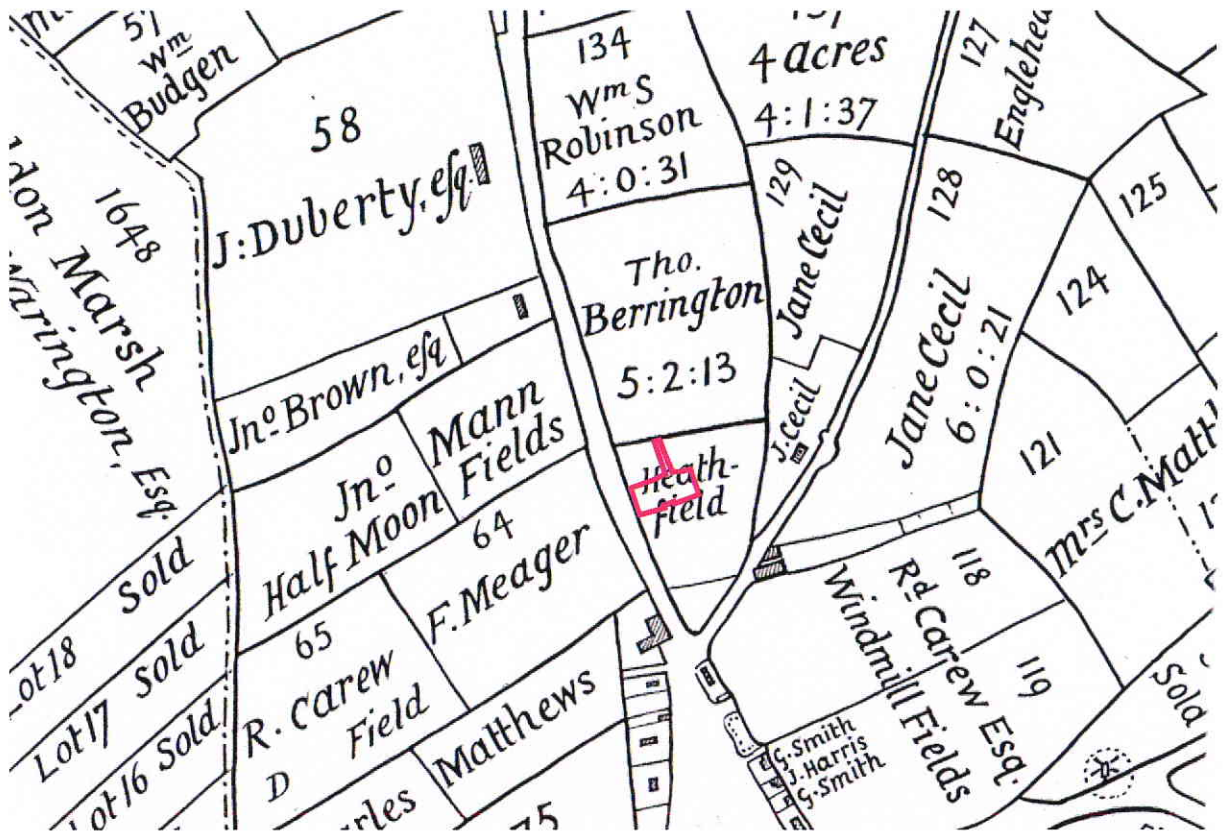 57
Wm
Budgen
58
J: Duberty, esq.
1648
don Marsh
Warington, Esq.
Jno Brown, esq
Mann
Fields
Jno
Half Moon
64
F. Meager
65
R. Carew
Field
D
Matthews
75
Lot 18 Sold
Lot 17 Sold
Lot 16 Sold
134
Wm S
Robinson
4:0:31
4 acres
4:1:37
Tho.
Berrington
5:2:13
Heath-
field
129
Jane Cecil
J. Cecil
127
128
Jane Cecil
6:0:21
125
124
121
Mrs C. Matth
118
Rd Carew Esq.
Windmill Fields
119
G. Smith
J. Harris
G. Smith
Sold